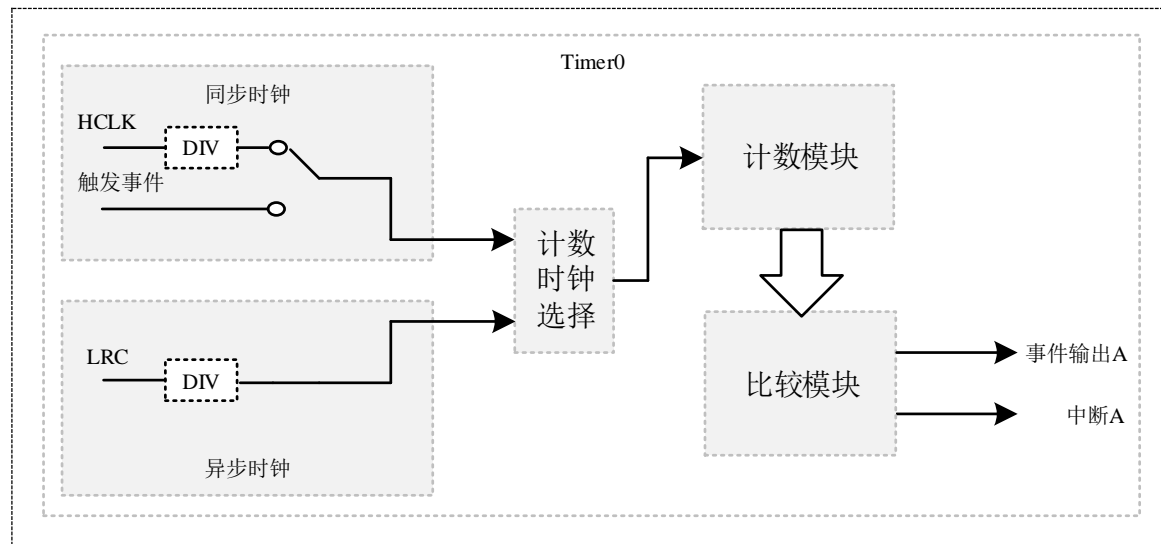 Timer0
同步时钟
HCLK
DIV
触发事件
计数模块
计数
时钟
选择
LRC
DIV
异步时钟
比较模块
事件输出A
中断A